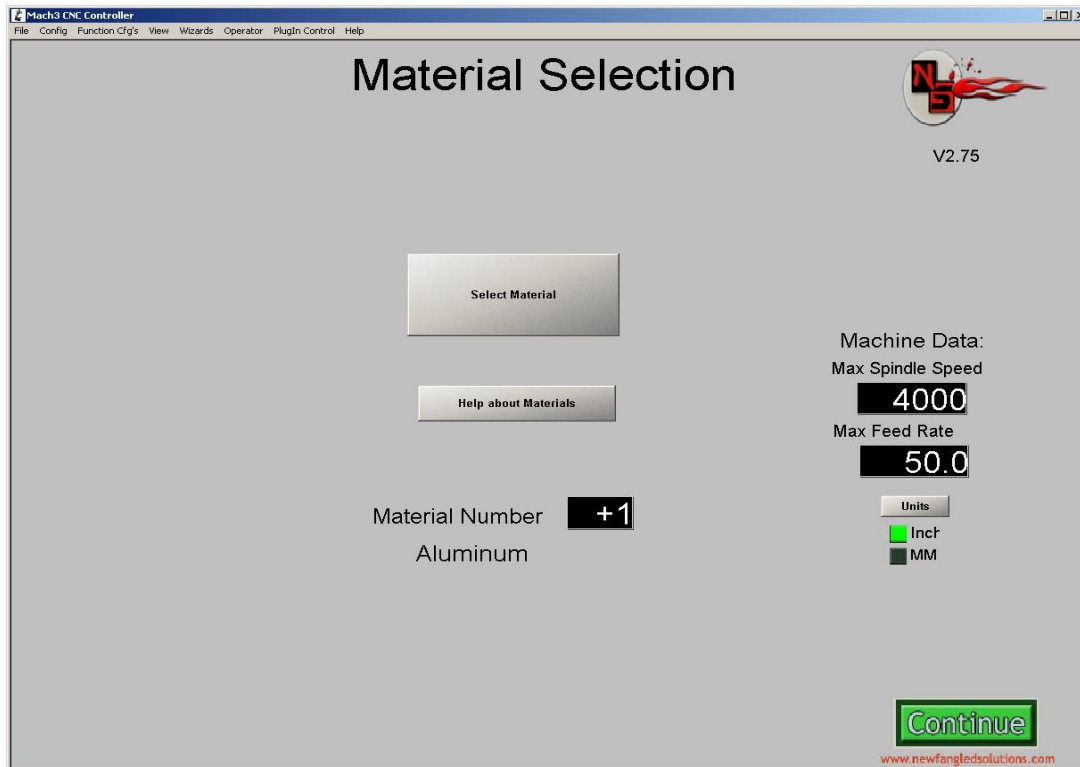 Mach3 CNC Controller
File Config Function Cfg's View Wizards Operator PlugIn Control Help
Material Selection
NFS
V2.75
Select Material
Help about Materials
Machine Data:
Max Spindle Speed
4000
Max Feed Rate
50.0
Units
Inch
MM
Material Number +1
Aluminum
Continue
www.newfangledsolutions.com